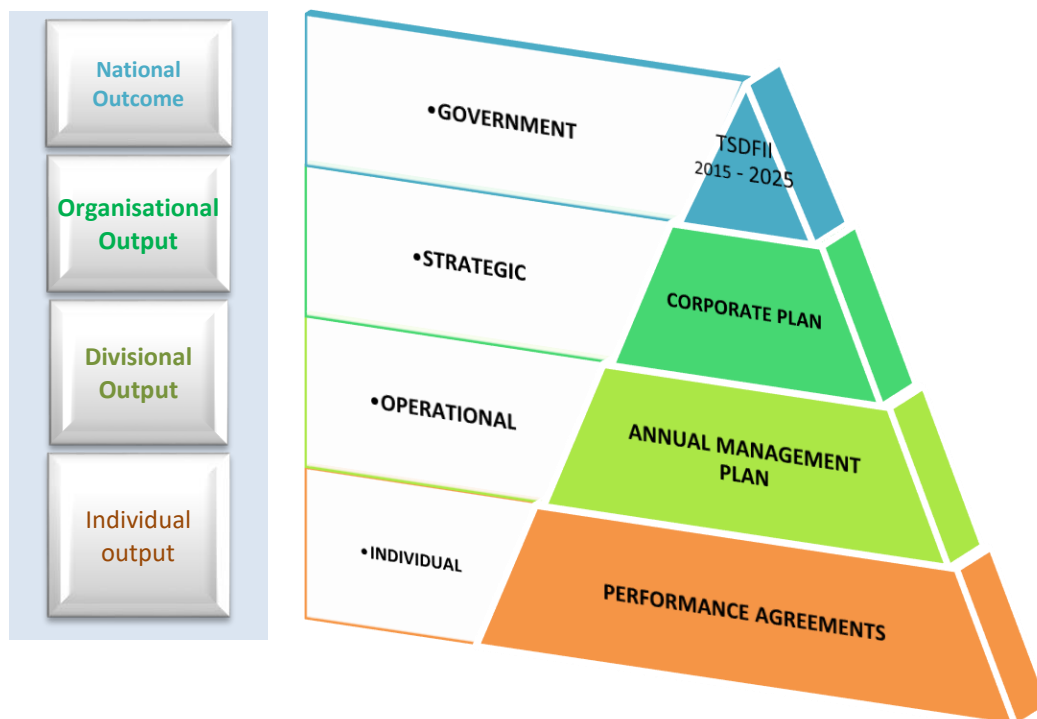 National
Outcome
Organisational
Output
Divisional
Output
Individual
output
•GOVERNMENT
TSDFII
2015 - 2025
•STRATEGIC
CORPORATE PLAN
•OPERATIONAL
ANNUAL MANAGEMENT
PLAN
•INDIVIDUAL
PERFORMANCE AGREEMENTS